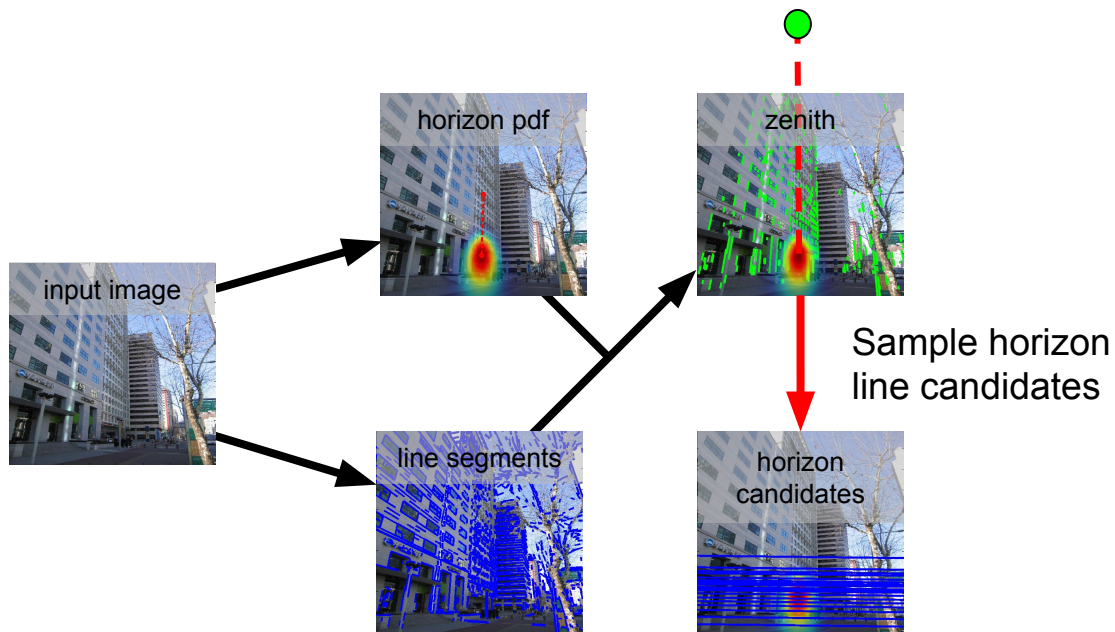 horizon pdf
zenith
input image
Sample horizon
line candidates
line segments
horizon
candidates